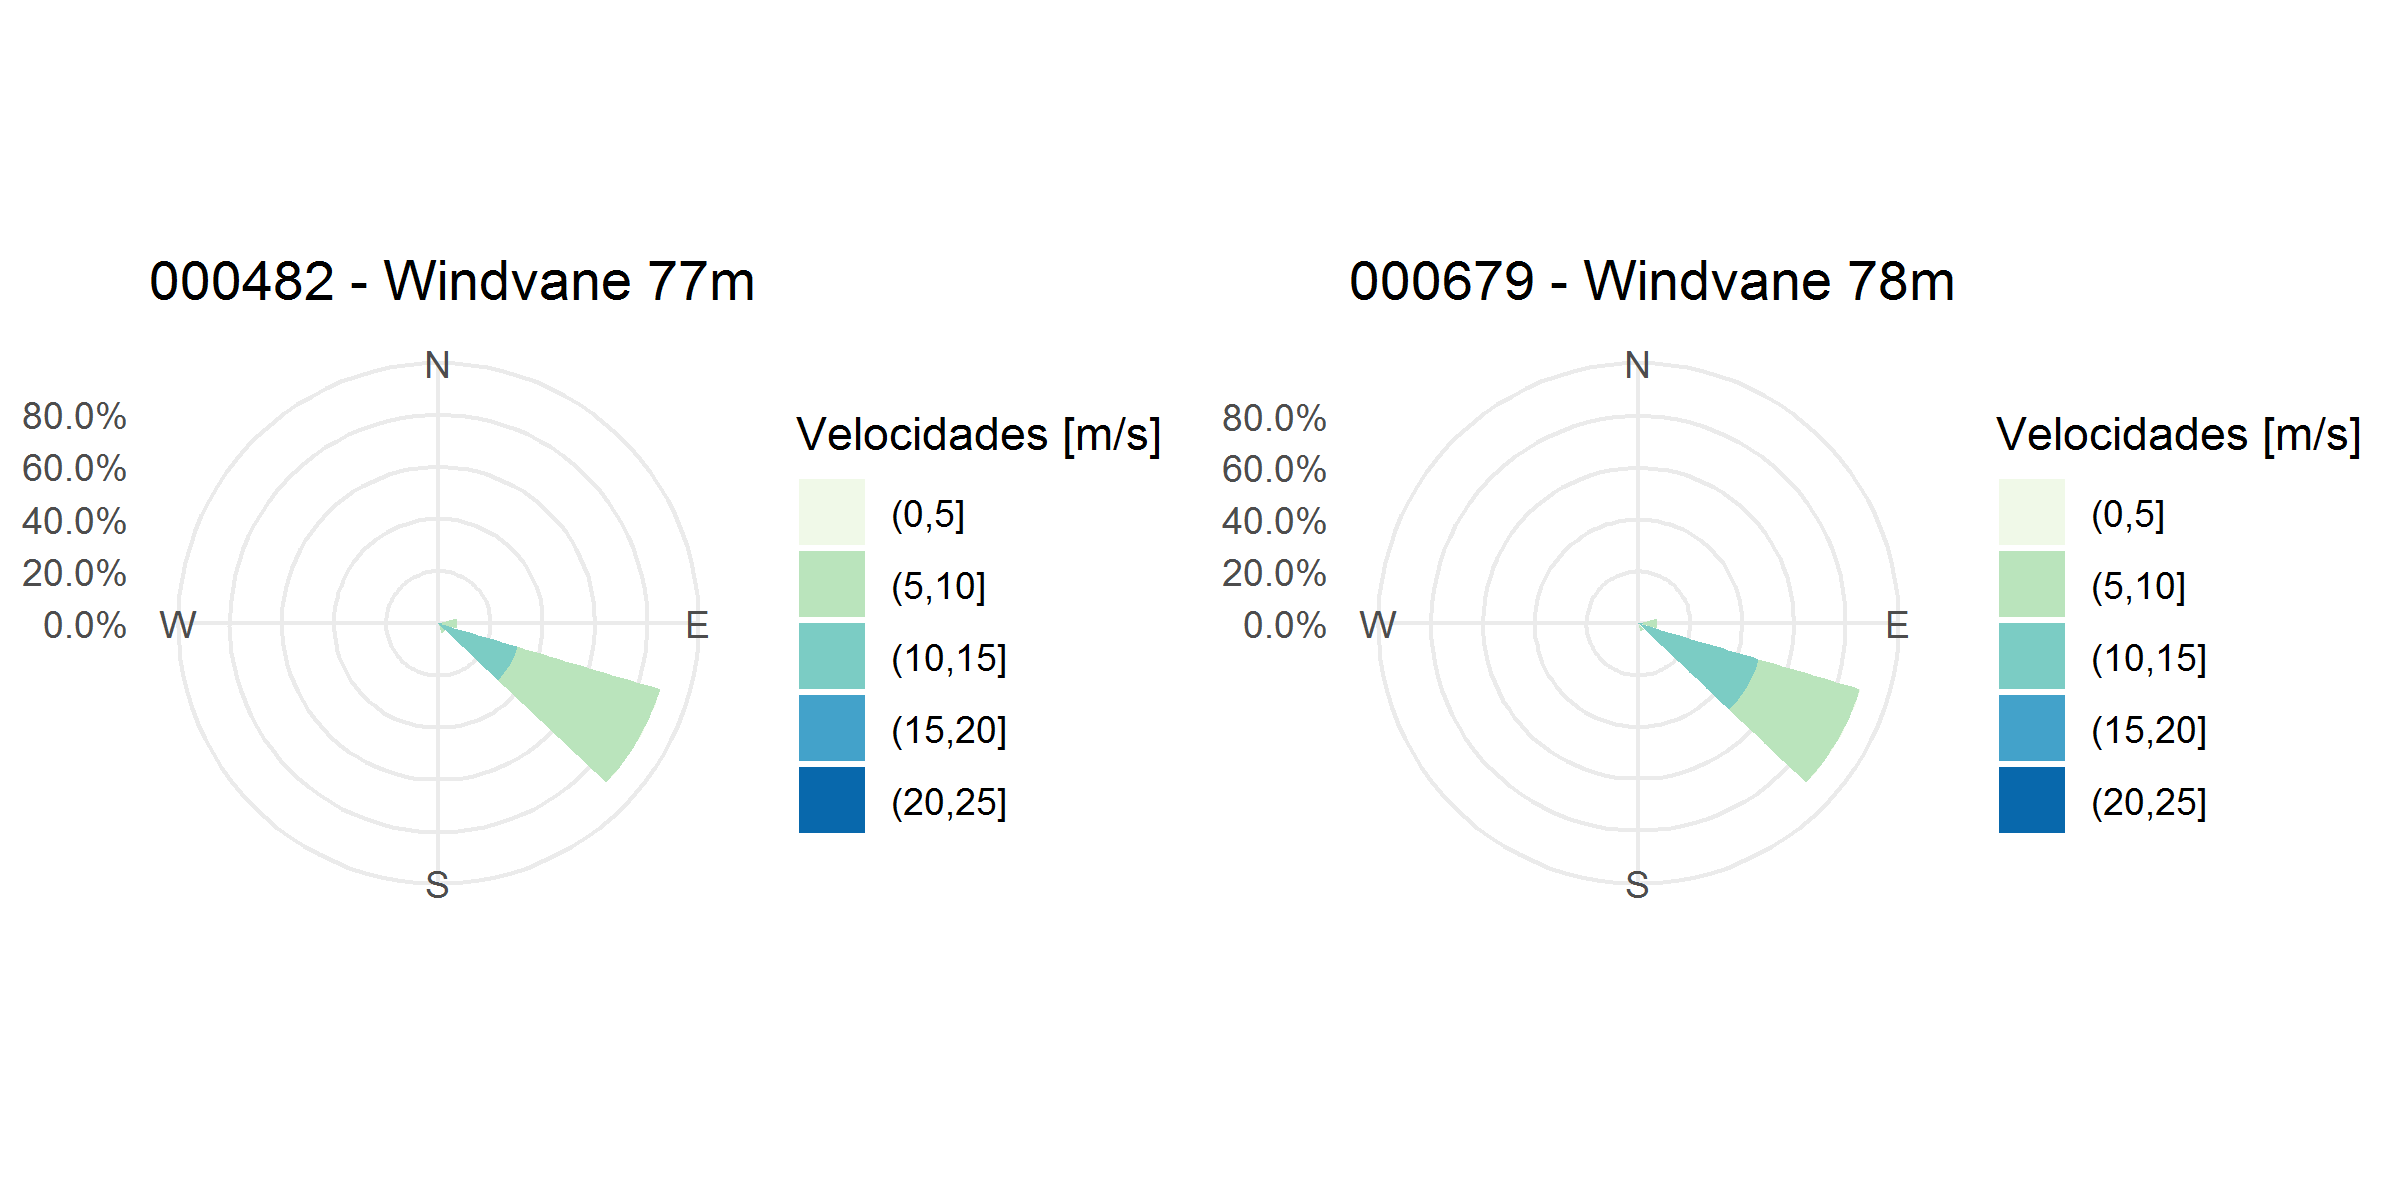 000482 - Windvane 77m
N
80.0%
60.0%
40.0%
20.0%
0.0%
W
E
S
Velocidades [m/s]
(0,5]
(5,10]
(10,15]
(15,20]
(20,25]
000679 - Windvane 78m
N
80.0%
60.0%
40.0%
20.0%
0.0%
W
E
S
Velocidades [m/s]
(0,5]
(5,10]
(10,15]
(15,20]
(20,25]